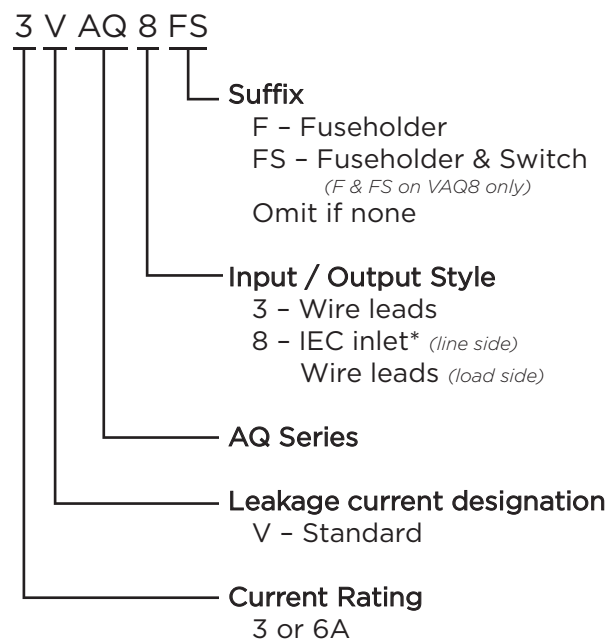 3 V AQ 8 FS
Suffix
F – Fuseholder
FS – Fuseholder & Switch
(F & FS on VAQ8 only)
Omit if none
Input / Output Style
3 – Wire leads
8 – IEC inlet* (line side)
Wire leads (load side)
AQ Series
Leakage current designation
V – Standard
Current Rating
3 or 6A